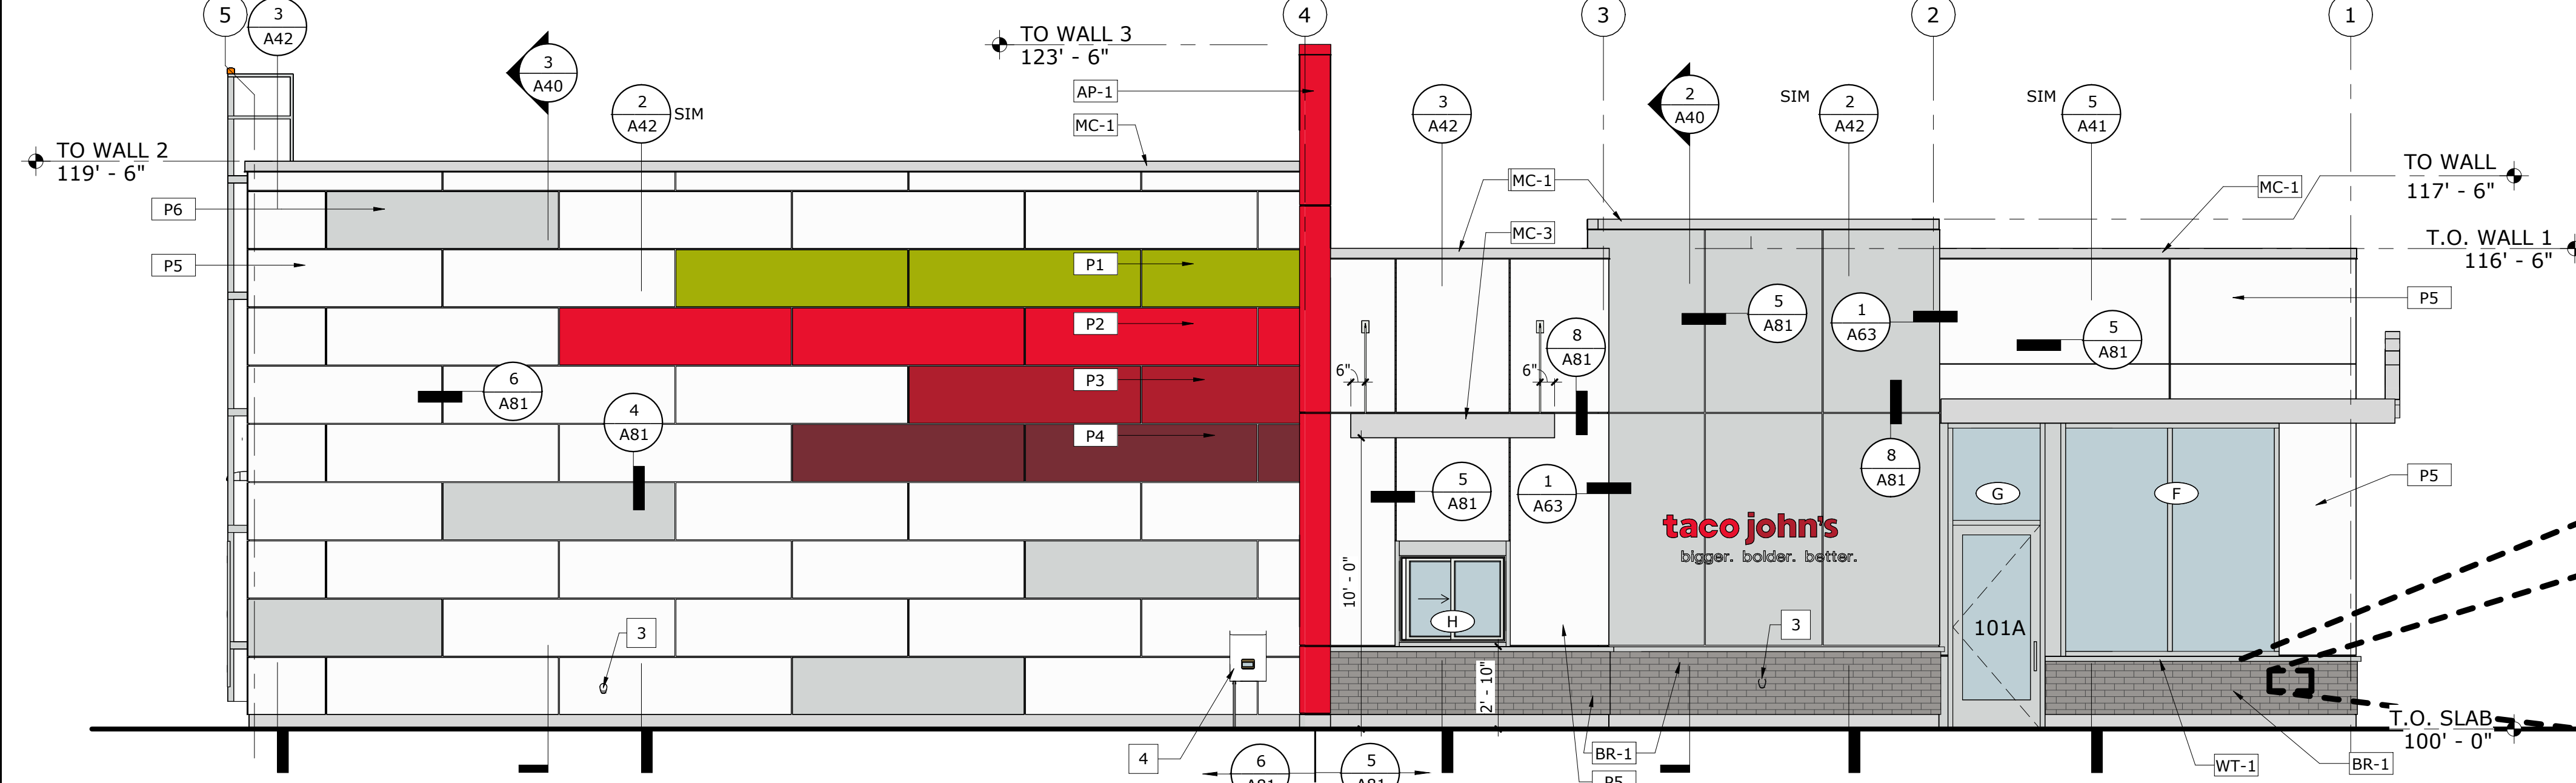 5
3
A42
4
3
2
1
TO WALL 3
123' - 6"
3
A40
AP-1
MC-1
2
A42
SIM
3
A42
2
A40
SIM
2
A42
SIM
5
A41
TO WALL 2
119' - 6"
TO WALL
117' - 6"
MC-1
MC-1
P6
MC-3
T.O. WALL 1
116' - 6"
P5
P1
P5
P2
5
A81
1
A63
5
A81
8
A81
6"
6"
P3
6
A81
4
A81
P4
5
A81
1
A63
8
A81
G
F
P5
taco john's
bigger. bolder. better.
10' - 0"
H
3
3
101A
4
2' - 10"
T.O. SLAB
100' - 0"
4
6
A81
5
A81
BR-1
P5
WT-1
BR-1